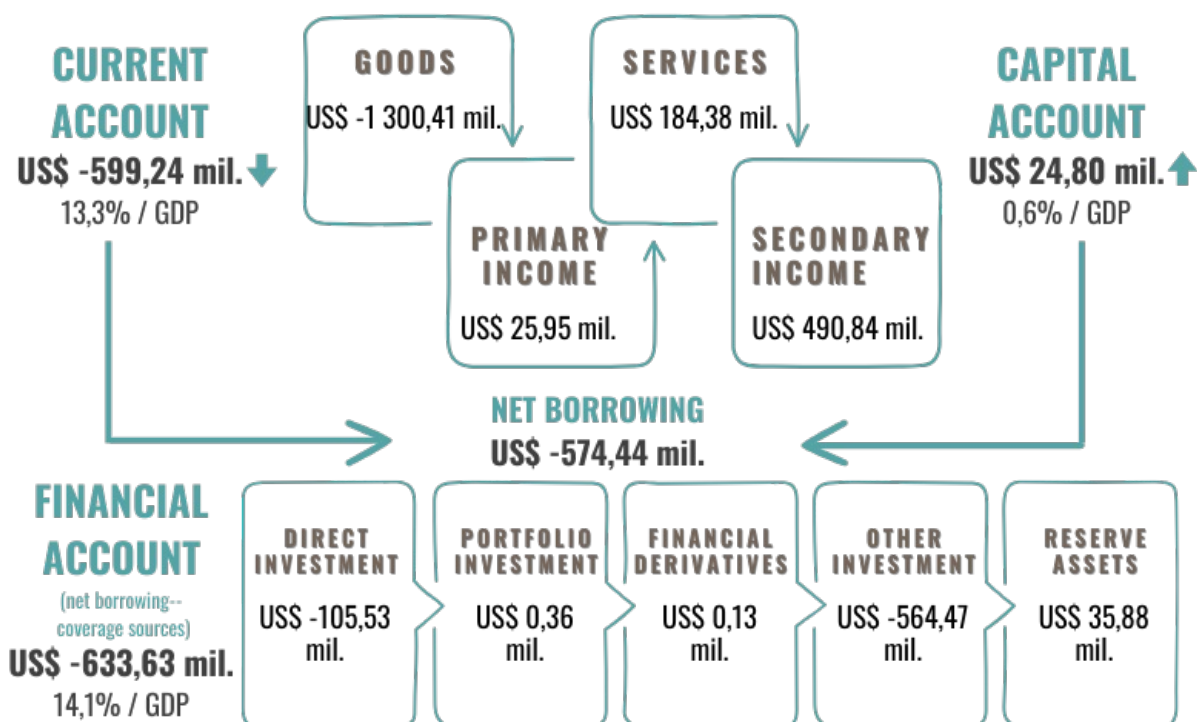 CURRENT
ACCOUNT
US$ -599,24 mil.
13,3% / GDP
GOODS
US$ -1 300,41 mil.
SERVICES
US$ 184,38 mil.
PRIMARY
INCOME
US$ 25,95 mil.
SECONDARY
INCOME
US$ 490,84 mil.
CAPITAL
ACCOUNT
US$ 24,80 mil.
0,6% / GDP
NET BORROWING
US$ -574,44 mil.
FINANCIAL
ACCOUNT
(net borrowing--
coverage sources)
US$ -633,63 mil.
14,1% / GDP
DIRECT
INVESTMENT
US$ -105,53
mil.
PORTFOLIO
INVESTMENT
US$ 0,36
mil.
FINANCIAL
DERIVATIVES
US$ 0,13
mil.
OTHER
INVESTMENT
US$ -564,47
mil.
RESERVE
ASSETS
US$ 35,88
mil.